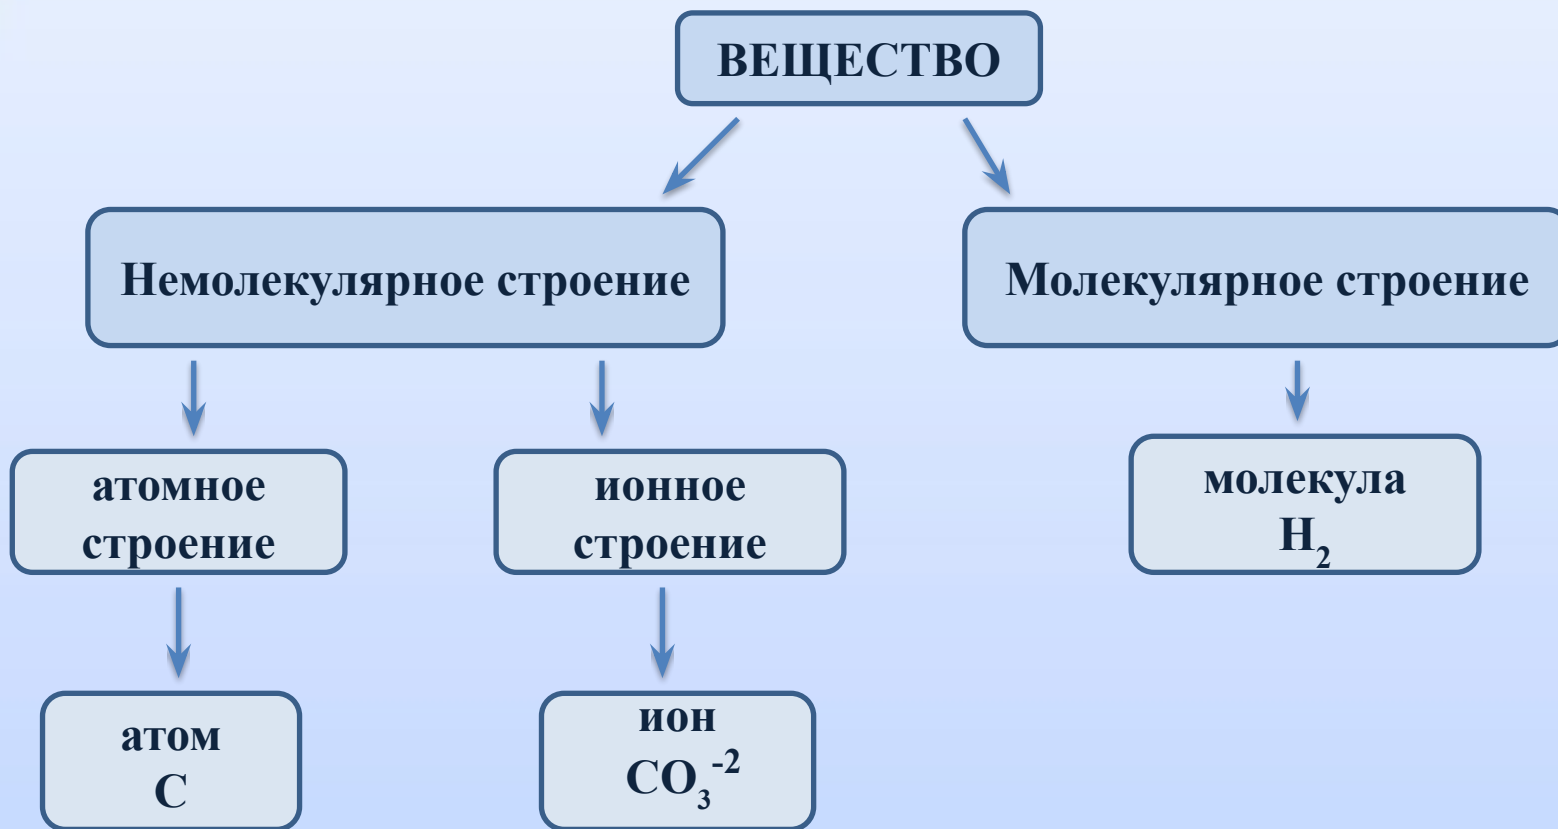 ВЕЩЕСТВО
Немолекулярное строение
Молекулярное строение
атомное
строение
ионное
строение
молекула
H₂
атом
С
ион
CO₃⁻²